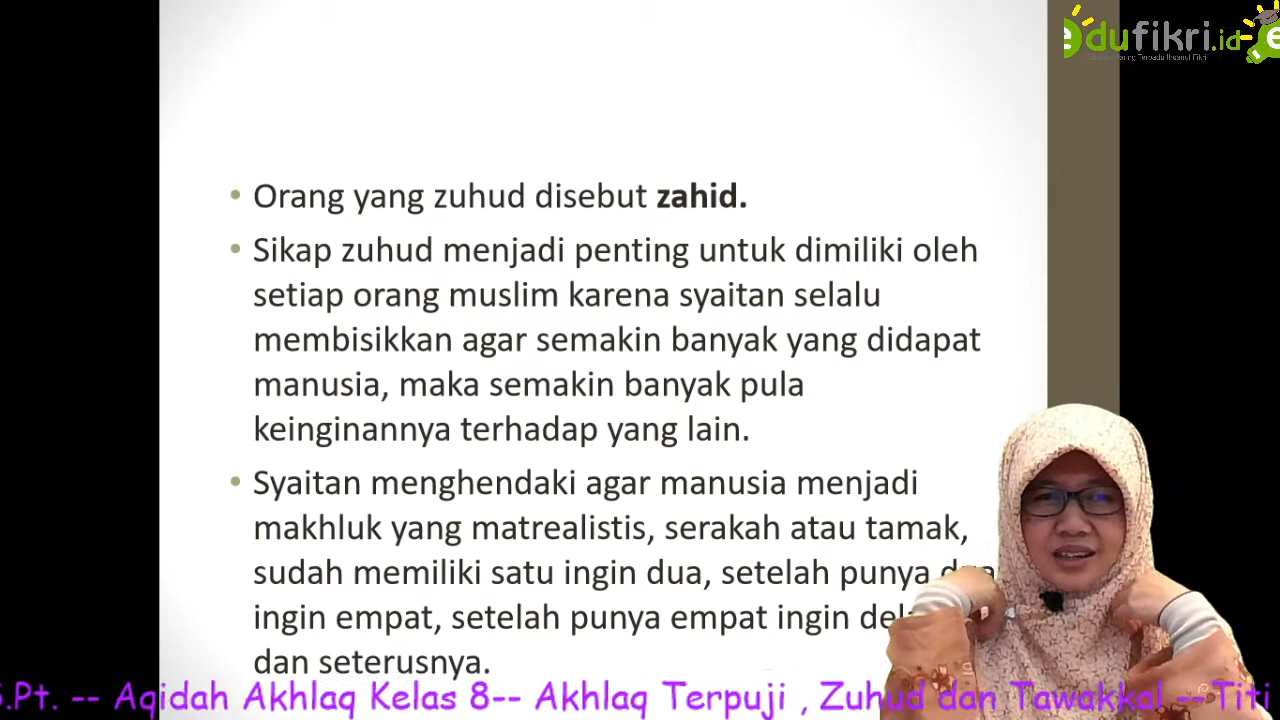 edufikri.id
• Orang yang zuhud disebut zahid.
• Sikap zuhud menjadi penting untuk dimiliki oleh
setiap orang muslim karena syaitan selalu
membisikkan agar semakin banyak yang didapat
manusia, maka semakin banyak pula
keinginannya terhadap yang lain.
• Syaitan menghendaki agar manusia menjadi
makhluk yang matrealistis, serakah atau tamak,
sudah memiliki satu ingin dua, setelah punya dua
ingin empat, setelah punya empat ingin
dan seterusnya.
.Pt. -- Aqidah Akhlaq Kelas 8-- Akhlaq Terpuji , Zuhud dan Tawakkal --Titi